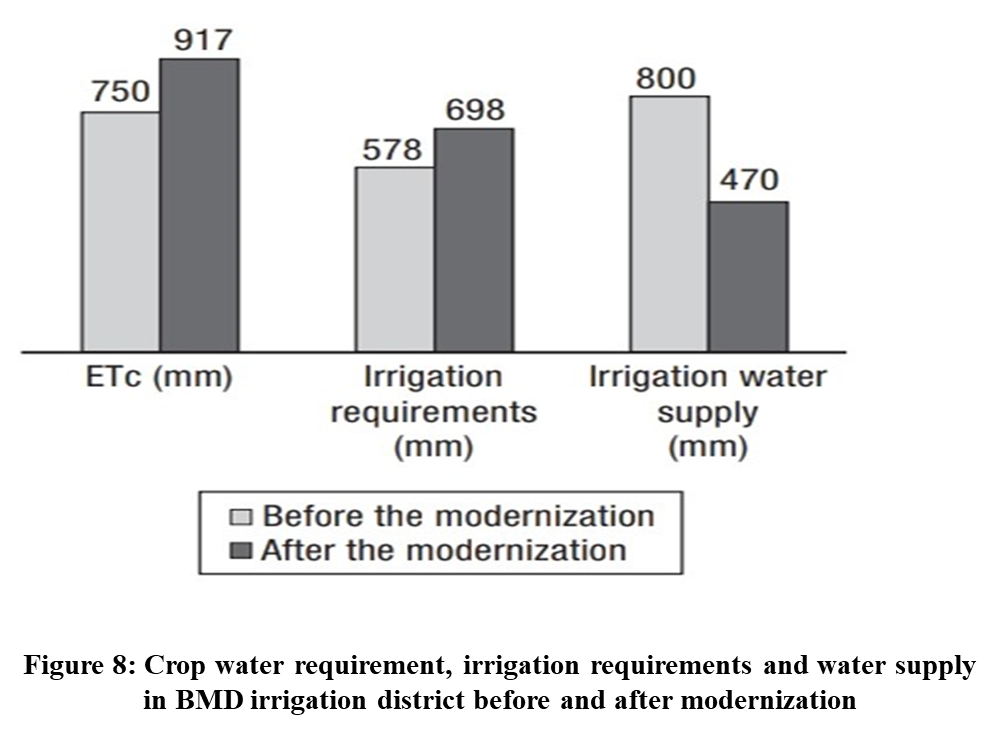 917
750
800
698
578
470
ETc (mm)
Irrigation
requirements
(mm)
Irrigation water
supply
(mm)
Before the modernization
After the modernization
Figure 8: Crop water requirement, irrigation requirements and water supply
in BMD irrigation district before and after modernization